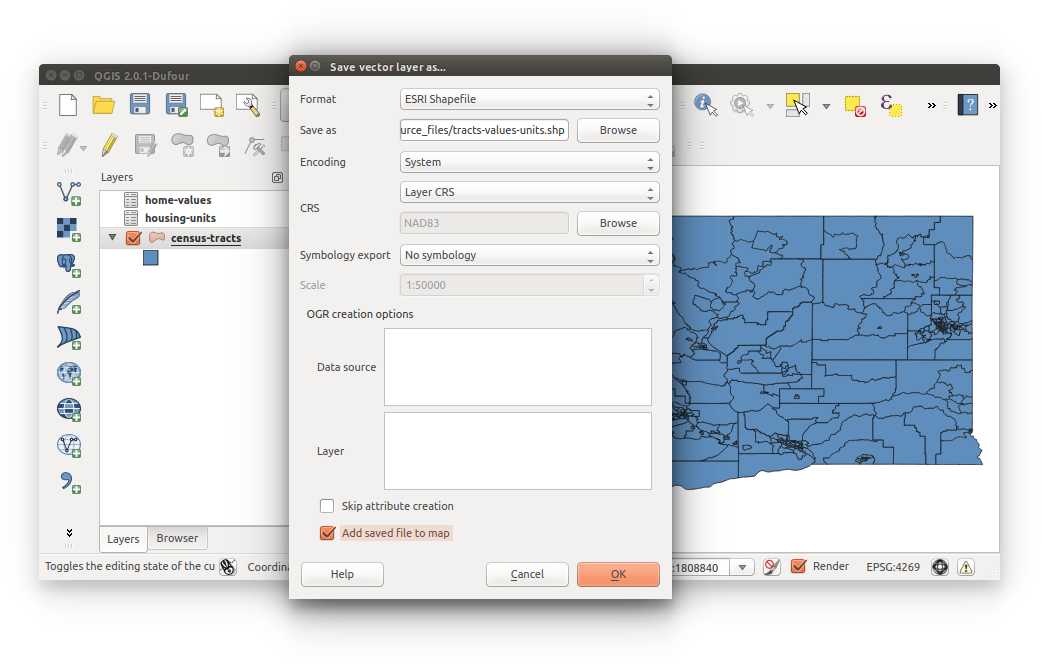 QGIS 2.0.1-Dufour
Save vector layer as...
Format
ESRI Shapefile
Save as
urce_files/tracts-values-units.shp
Browse
Encoding
System
CRS
Layer CRS
NAD83
Browse
Symbology export
No symbology
Scale
1:50000
OGR creation options
Data source
Layer
Skip attribute creation
Add saved file to map
Help
Cancel
OK
Layers
home-values
housing-units
census-tracts
Layers
Browser
Toggles the editing state of the cu
Coordina
:1808840
Render
EPSG:4269
ε
?
»
»